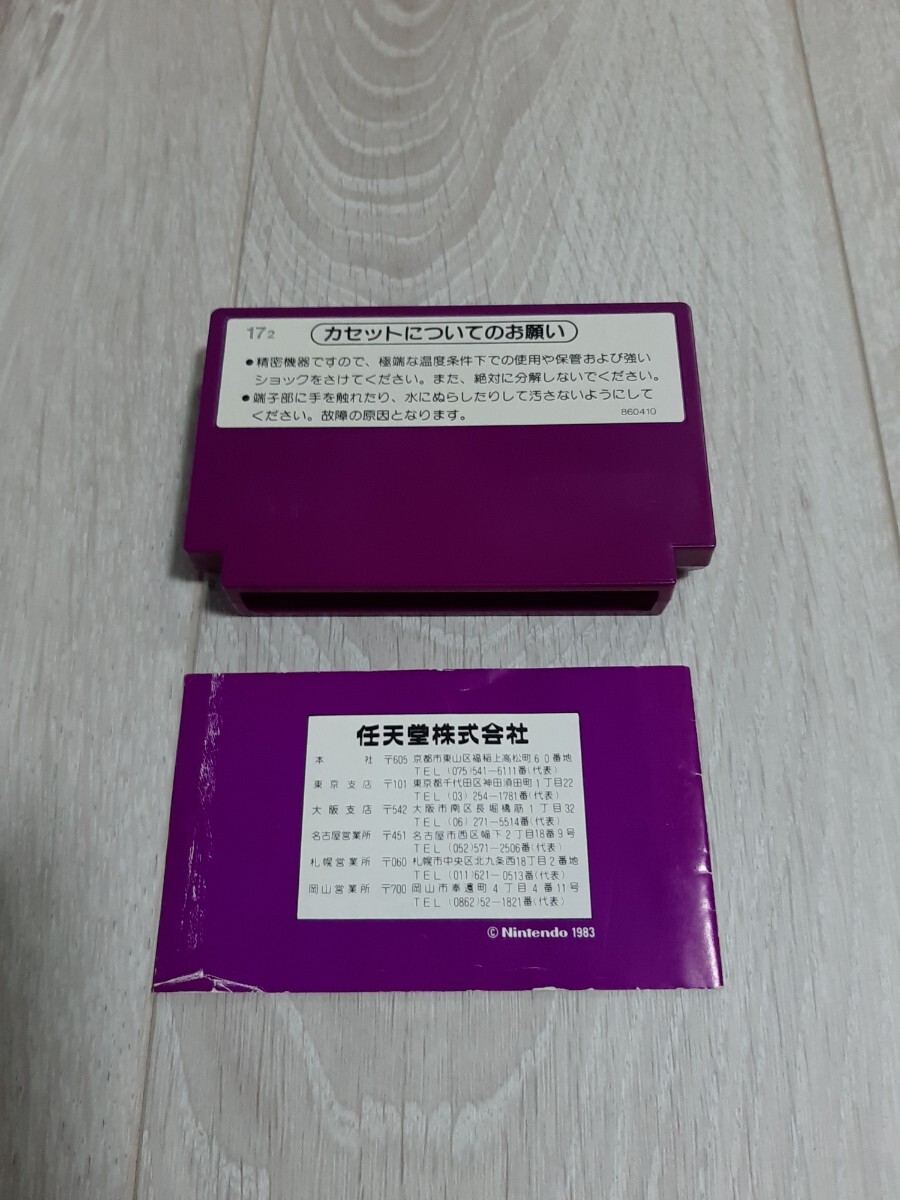 17₂
カセットについてのお願い
●精密機器ですので、極端な温度条件下での使用や保管および強い
ショックをさけてください。また、絶対に分解しないでください。
●端子部に手を触れたり、水にぬらしたりして汚さないようにして
ください。故障の原因となります。
860410
任天堂株式会社
本社 〒605 京都市東山区福稲上高松町60番地
TEL (075)541-6111番(代表)
東京支店 〒101 東京都千代田区神田須田町1丁目22
TEL (03) 254-1781番(代表)
大阪支店 〒542 大阪市南区長堀橋筋1丁目32
TEL (06) 271-5514番(代表)
名古屋営業所 〒451 名古屋市西区幅下2丁目18番9号
TEL (052)571-2506番(代表)
札幌営業所 〒060 札幌市中央区北九条西18丁目2番地
TEL (011)621-0513番(代表)
岡山営業所 〒700 岡山市奉還町4丁目4番11号
TEL (0862)52-1821番(代表)
© Nintendo 1983